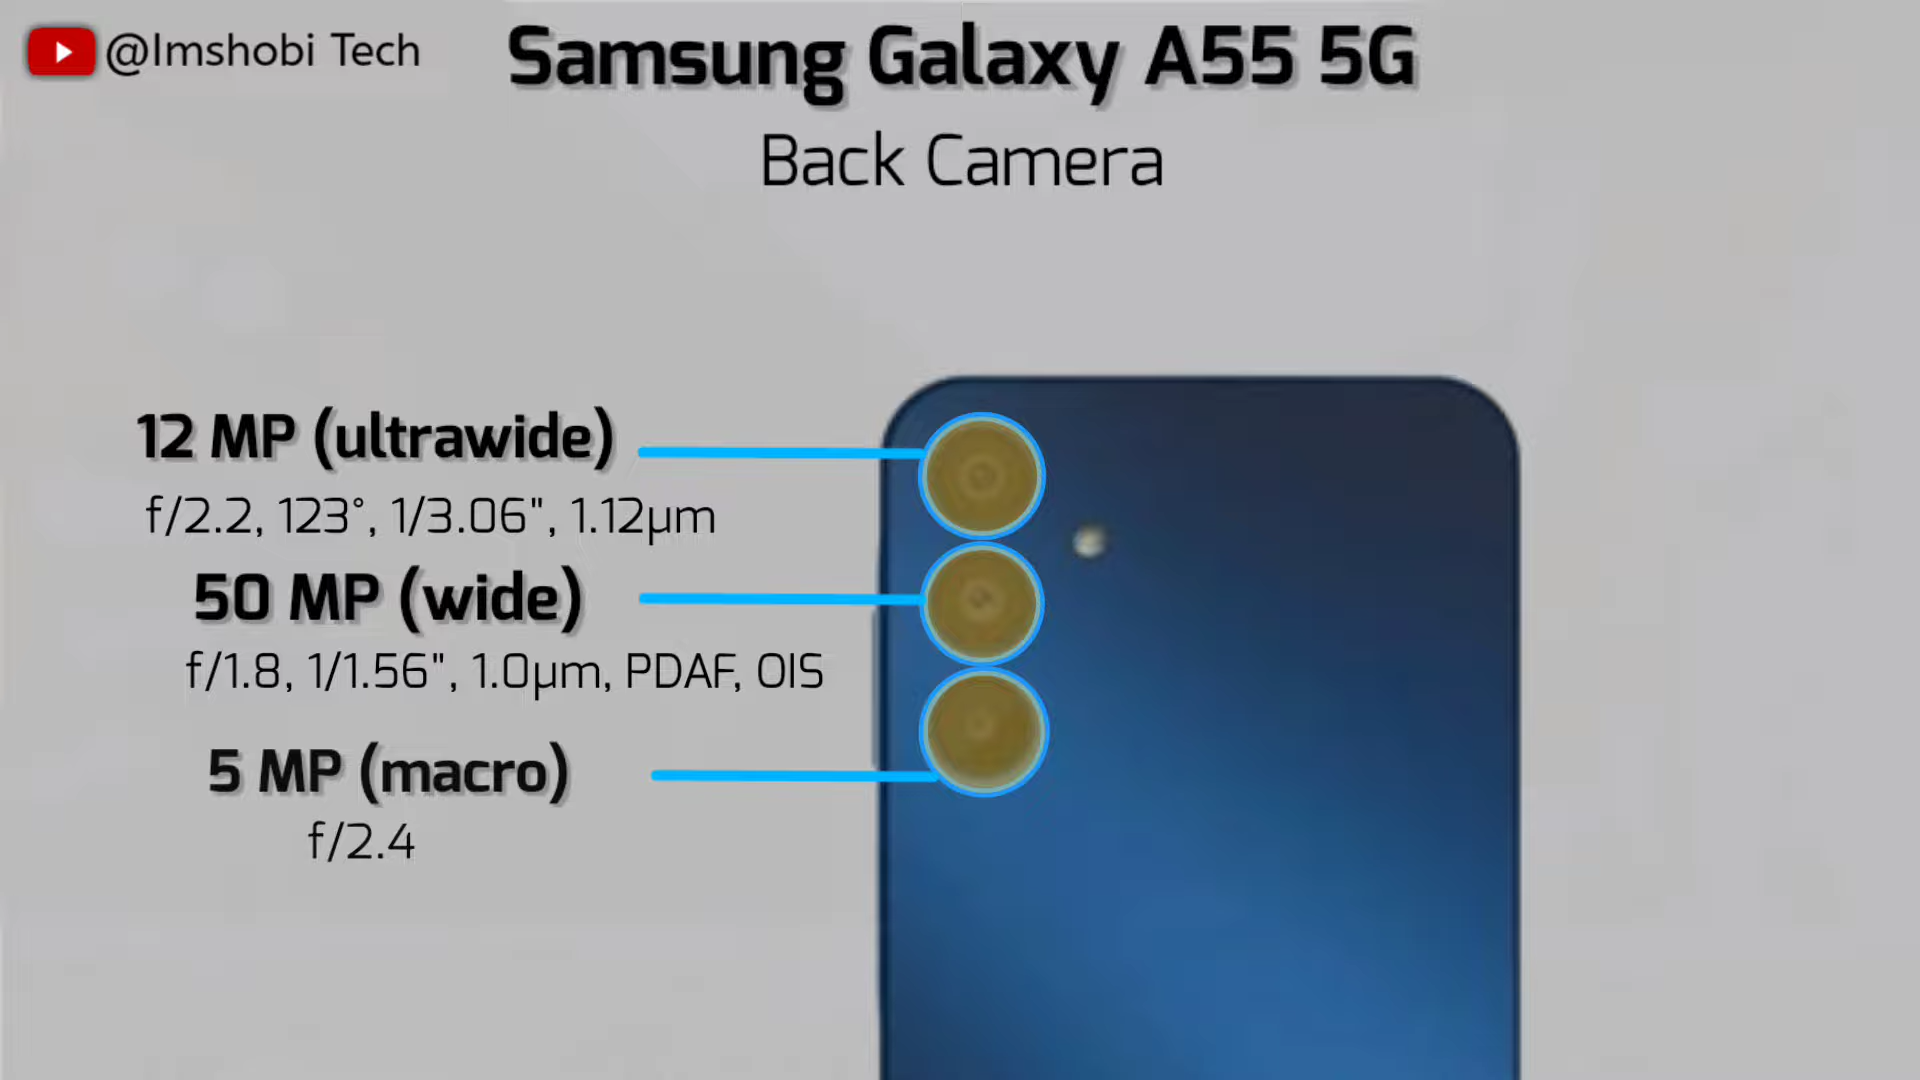 @Imshobi Tech
Samsung Galaxy A55 5G
Back Camera
12 MP (ultrawide)
f/2.2, 123°, 1/3.06", 1.12µm
50 MP (wide)
f/1.8, 1/1.56", 1.0µm, PDAF, OIS
5 MP (macro)
f/2.4